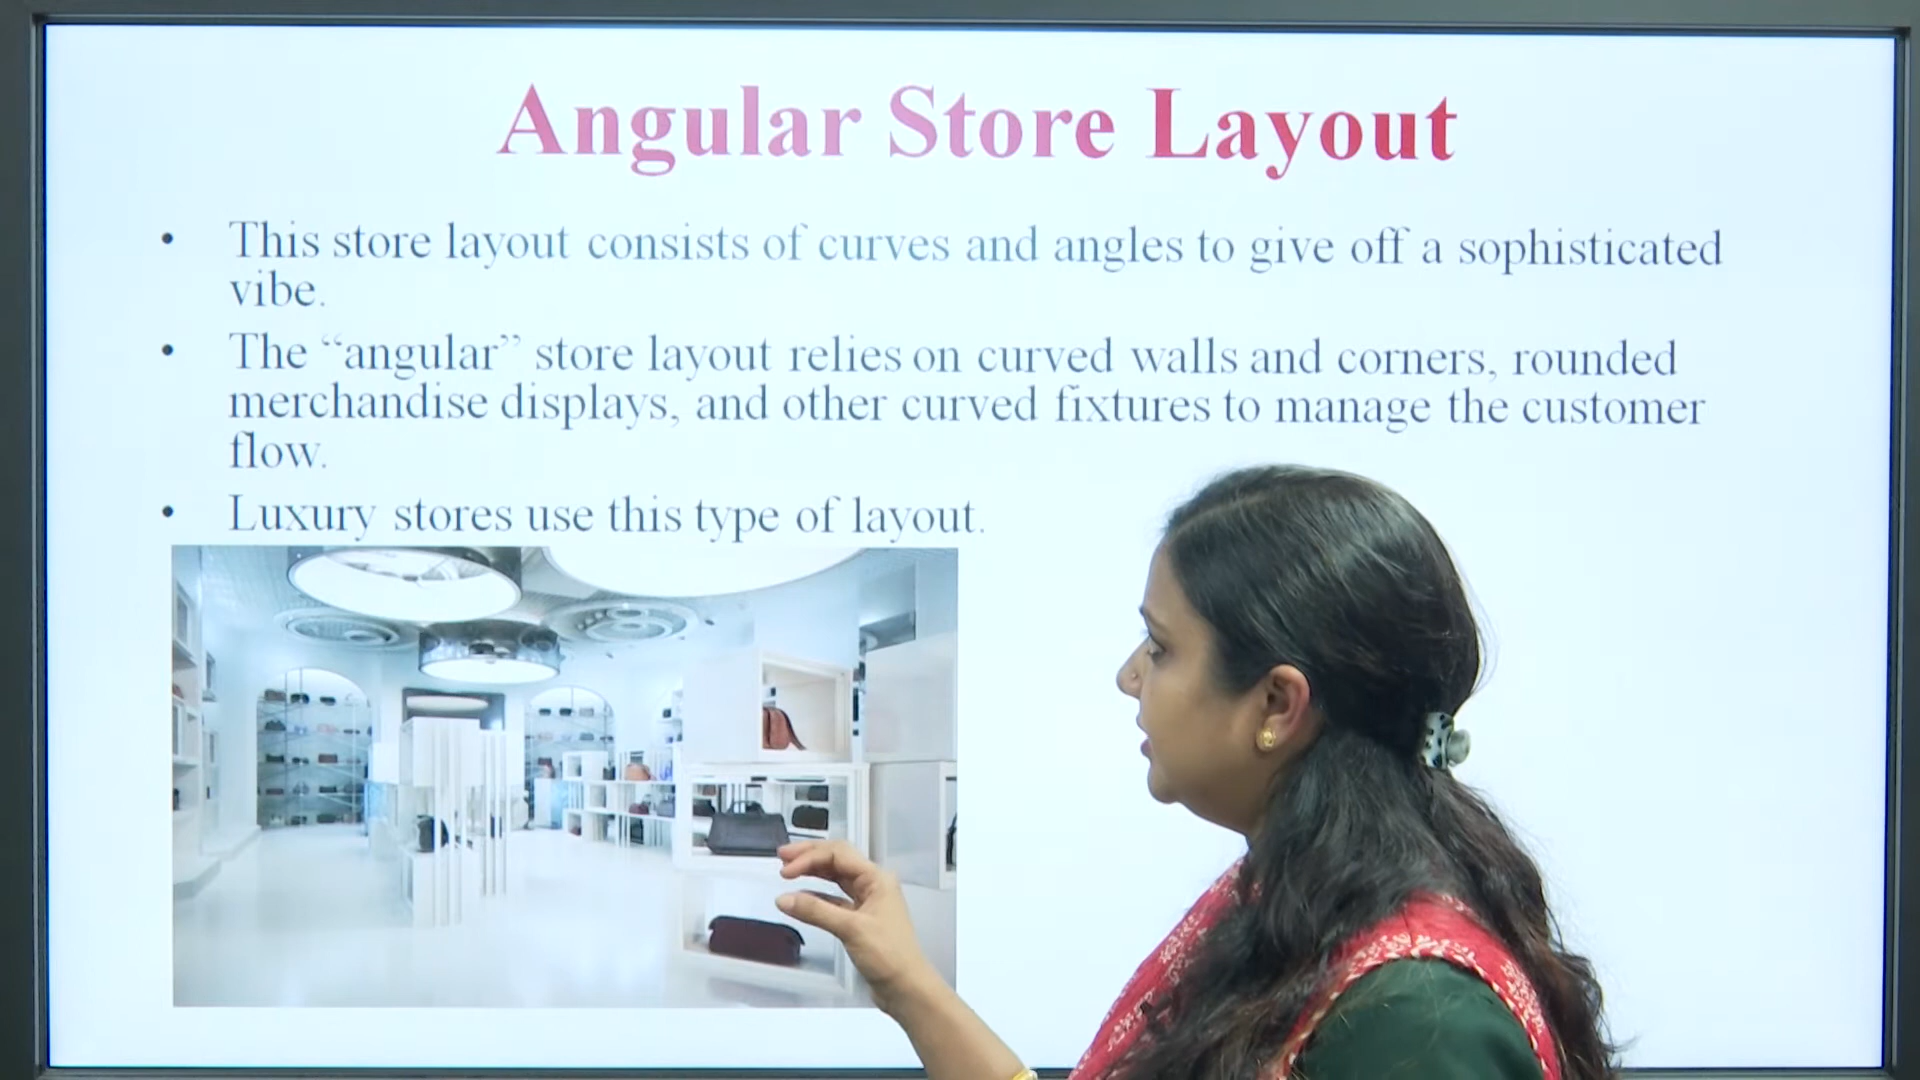 Angular Store Layout
• This store layout consists of curves and angles to give off a sophisticated
vibe.
• The “angular” store layout relies on curved walls and corners, rounded
merchandise displays, and other curved fixtures to manage the customer
flow.
• Luxury stores use this type of layout.